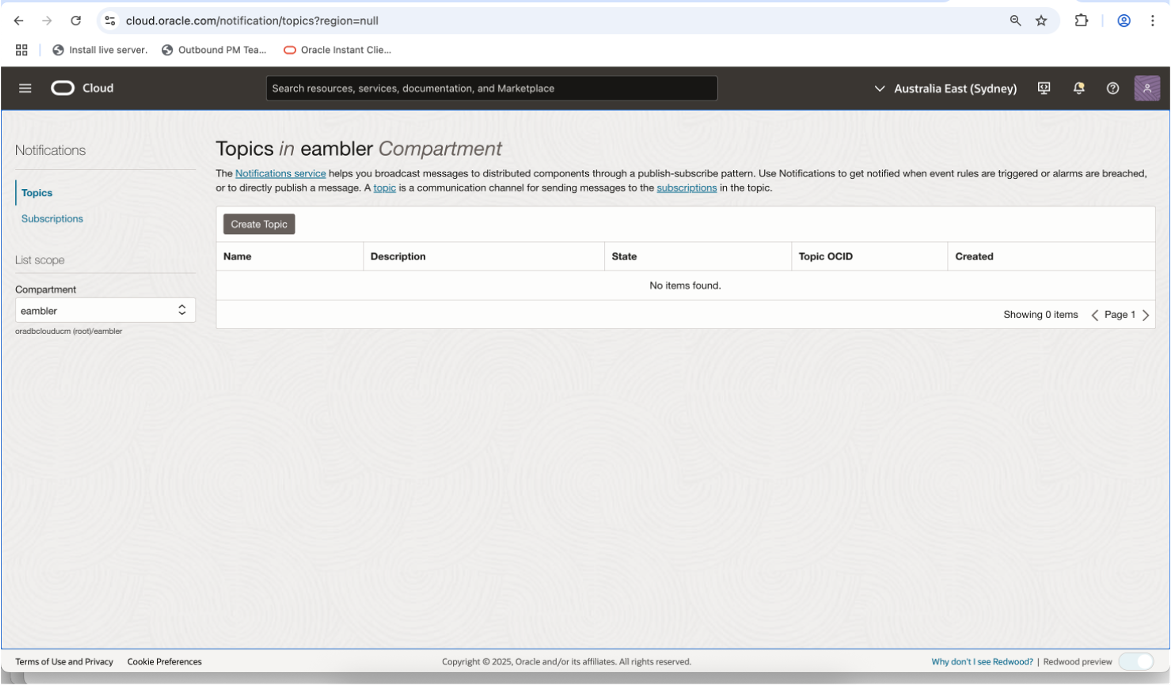 cloud.oracle.com/notification/topics?region=null
Install live server.
Outbound PM Tea...
Oracle Instant Clie...
Cloud
Search resources, services, documentation, and Marketplace
Australia East (Sydney)
Notifications
Topics
Subscriptions
List scope
Compartment
eambler
oradbclouducm (root)/eambler
Topics in eambler Compartment
The Notifications service helps you broadcast messages to distributed components through a publish-subscribe pattern. Use Notifications to get notified when event rules are triggered or alarms are breached,
or to directly publish a message. A topic is a communication channel for sending messages to the subscriptions in the topic.
Create Topic
Name Description State Topic OCID Created
No items found.
Showing 0 items Page 1
Terms of Use and Privacy Cookie Preferences
Copyright © 2025, Oracle and/or its affiliates. All rights reserved.
Why don't I see Redwood? | Redwood preview